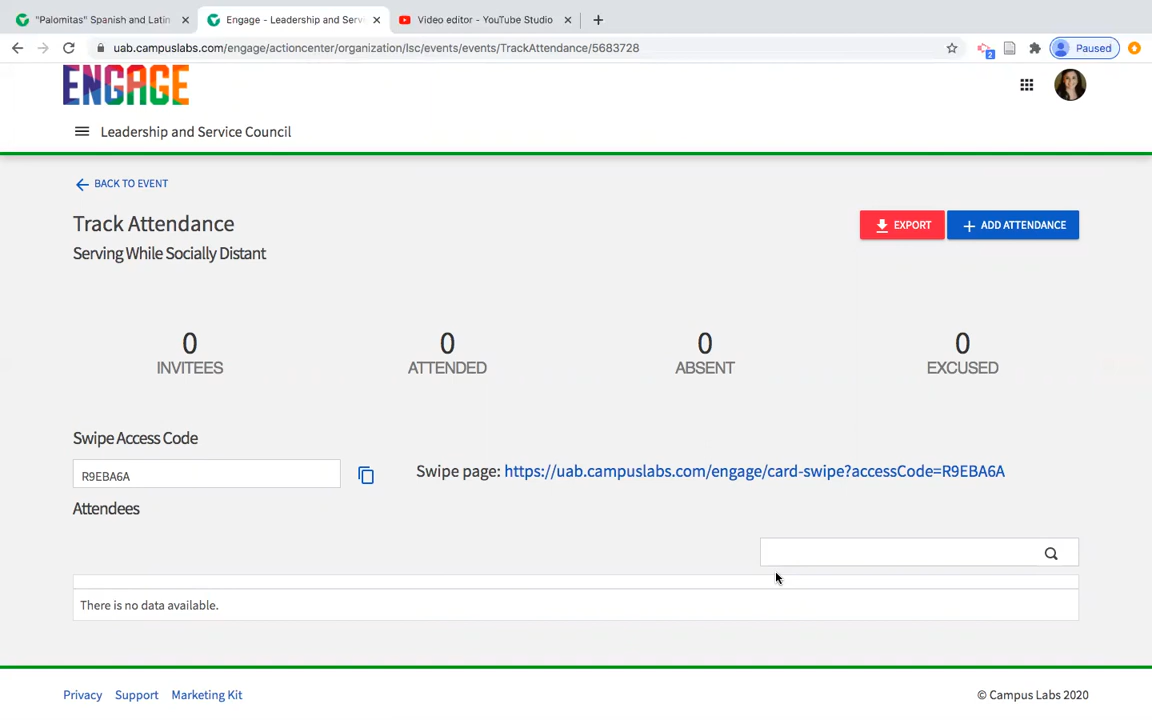 "Palomitas" Spanish and Latin
Engage - Leadership and Serv
Video editor - YouTube Studio
uab.campuslabs.com/engage/actioncenter/organization/lsc/events/events/TrackAttendance/5683728
2
Paused
ENGAGE
Leadership and Service Council
BACK TO EVENT
Track Attendance
EXPORT
ADD ATTENDANCE
Serving While Socially Distant
0 0 0 0
INVITEES ATTENDED ABSENT EXCUSED
Swipe Access Code
R9EBA6A
Swipe page: https://uab.campuslabs.com/engage/card-swipe?accessCode=R9EBA6A
Attendees
There is no data available.
Privacy Support Marketing Kit
© Campus Labs 2020